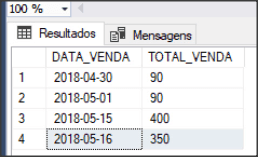 100 %
Resultados Mensagens
DATA_VENDA TOTAL_VENDA
1 2018-04-30 90
2 2018-05-01 90
3 2018-05-15 400
4 2018-05-16 350